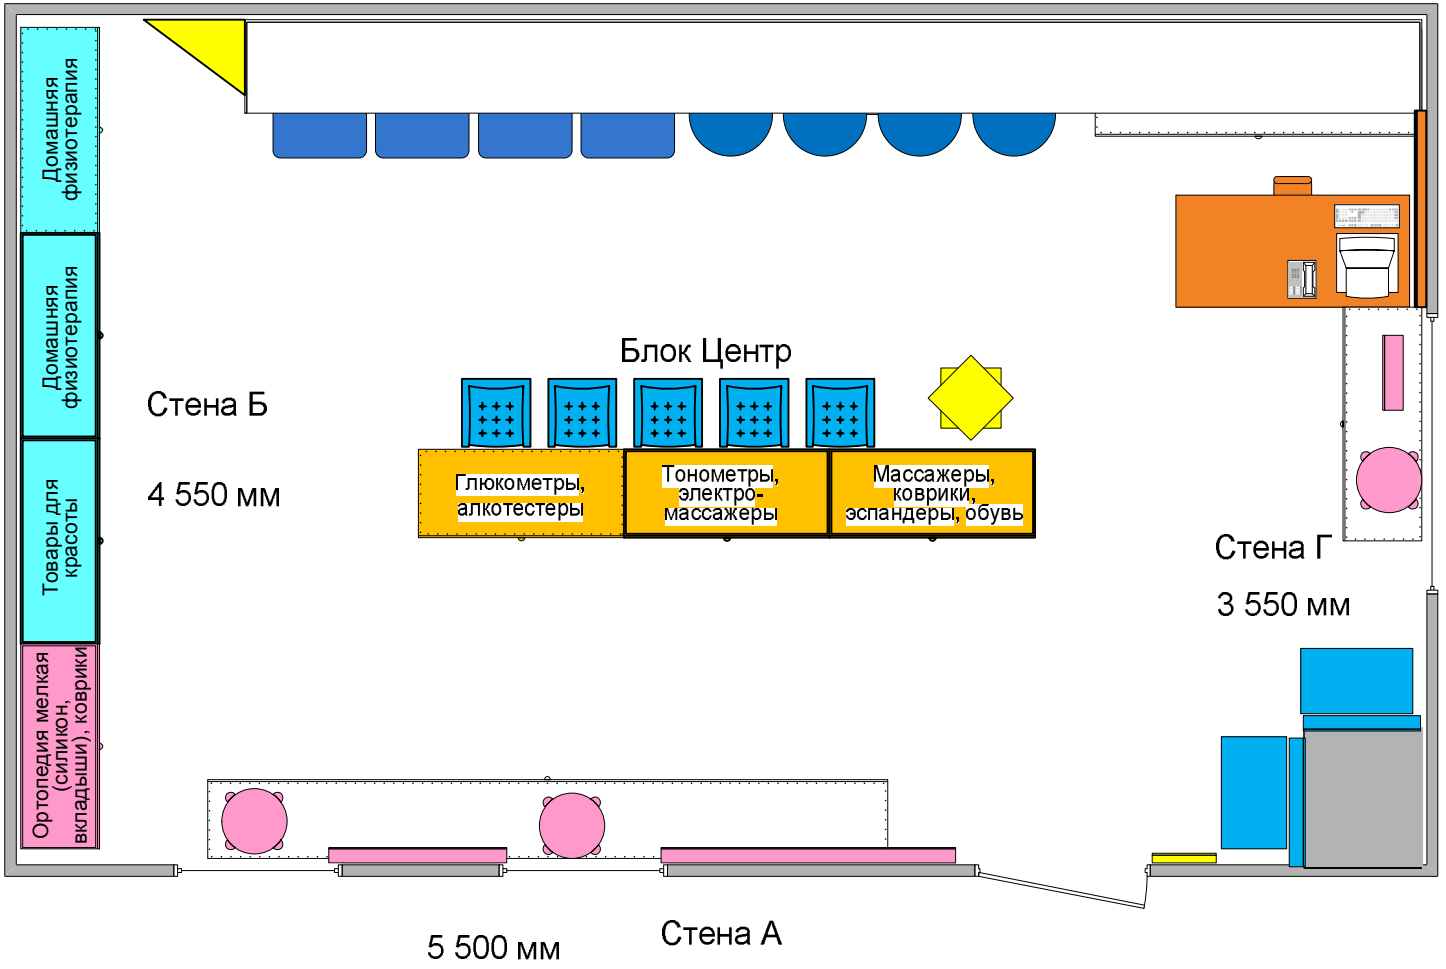 Домашняя
физиотерапия
Домашняя
физиотерапия
Товары для
красоты
Ортопедия мелкая
(силикон,
вкладыши), коврики
Стена Б
4 550 мм
Блок Центр
Глюкометры,
алкотестеры
Тонометры,
электро-
массажеры
Массажеры,
коврики,
эспандеры, обувь
Стена Г
3 550 мм
Стена А
5 500 мм